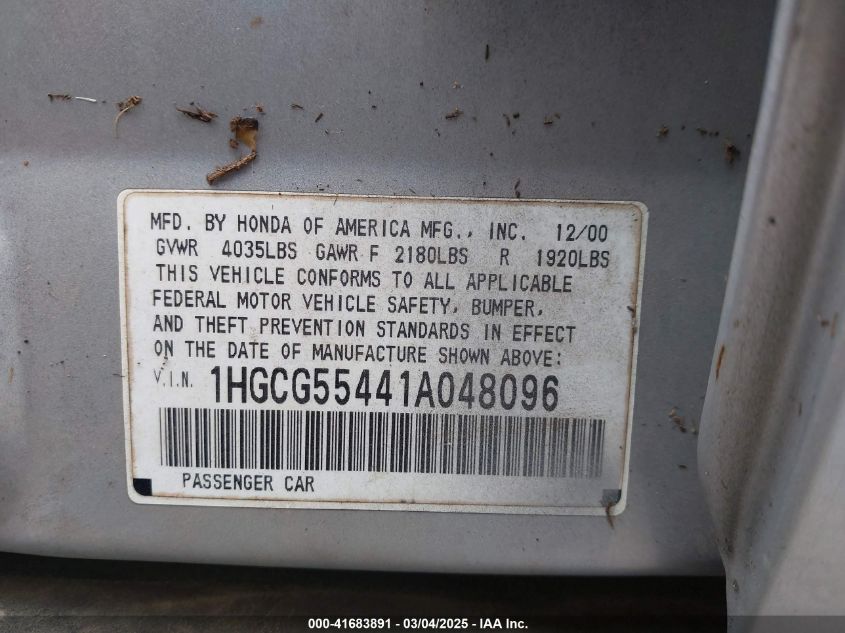 MFD. BY HONDA OF AMERICA MFG., INC. 12/00
GVWR 4035LBS GAWR F 2180LBS R 1920LBS
THIS VEHICLE CONFORMS TO ALL APPLICABLE
FEDERAL MOTOR VEHICLE SAFETY, BUMPER,
AND THEFT PREVENTION STANDARDS IN EFFECT
ON THE DATE OF MANUFACTURE SHOWN ABOVE:
V.I.N. 1HGCG55441A048096
PASSENGER CAR
000-41683891 - 03/04/2025 - IAA Inc.